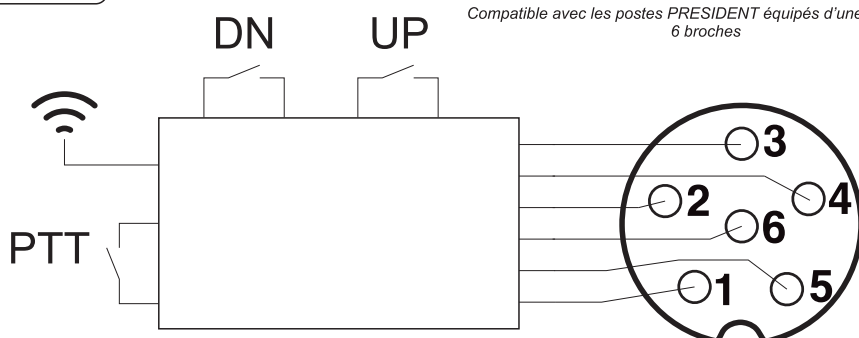 Compatible avec les postes PRESIDENT équipés d'une
6 broches
DN
UP
PTT
3
4
2
6
1
5